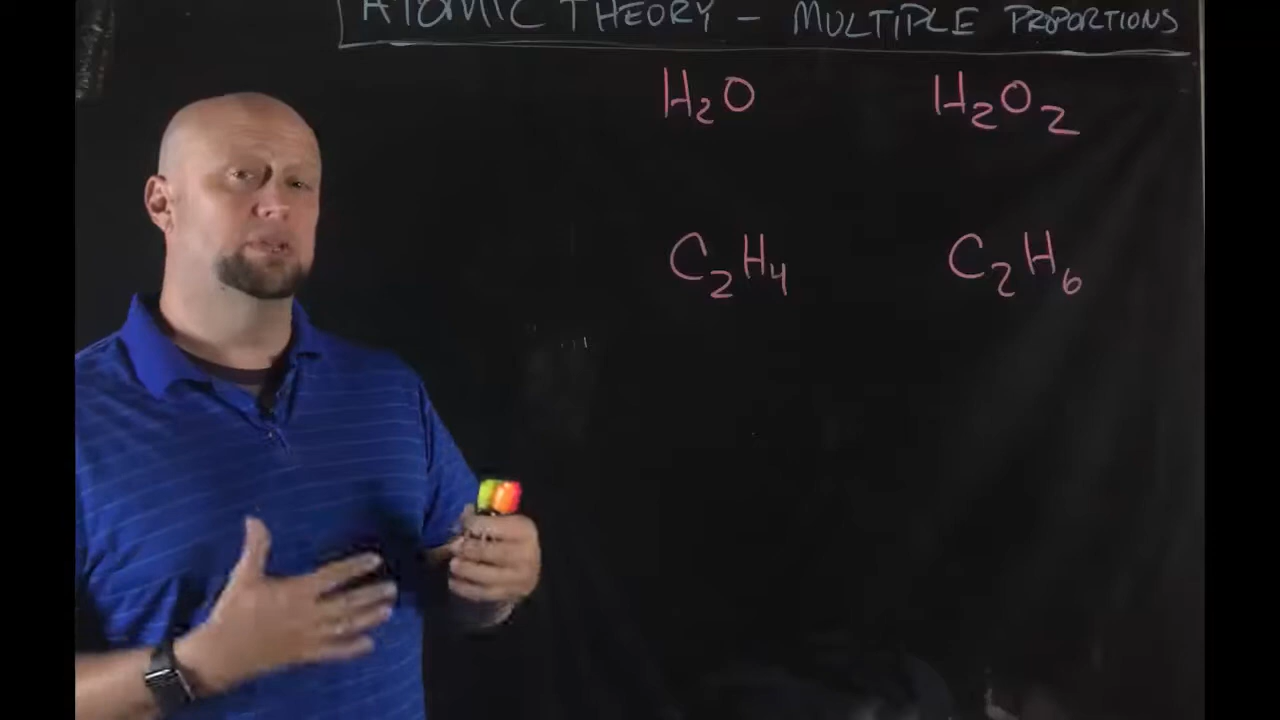 ATOMIC THEORY – MULTIPLE PROPORTIONS
H₂O H₂O₂
C₂H₄ C₂H₆